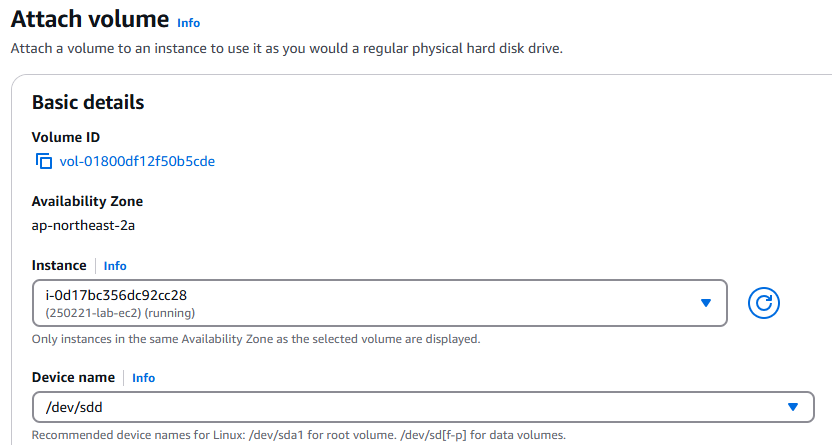 Attach volume Info
Attach a volume to an instance to use it as you would a regular physical hard disk drive.
Basic details
Volume ID
vol-01800df12f50b5cde
Availability Zone
ap-northeast-2a
Instance Info
i-0d17bc356dc92cc28
(250221-lab-ec2) (running)
Only instances in the same Availability Zone as the selected volume are displayed.
Device name Info
/dev/sdd
Recommended device names for Linux: /dev/sda1 for root volume. /dev/sd[f-p] for data volumes.